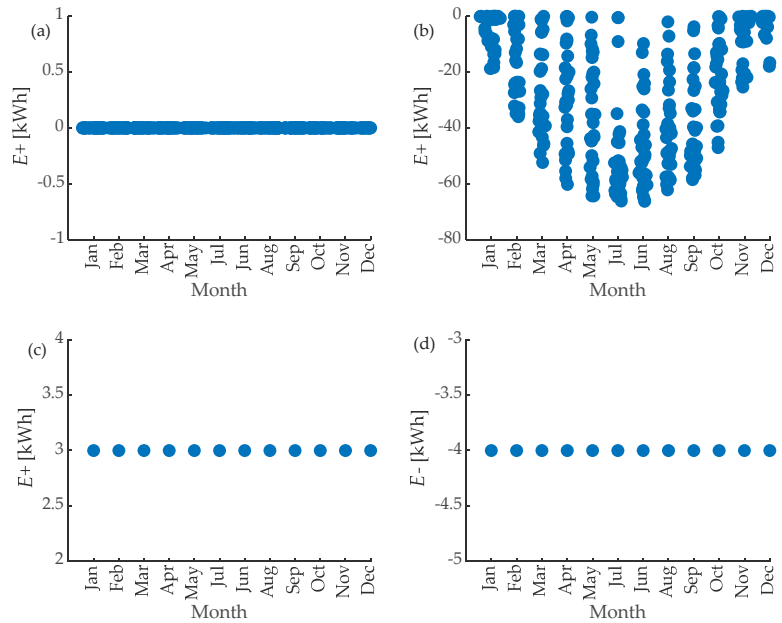 (a)
1
0.5
0
-0.5
-1
E+ [kWh]
Jan Feb Mar Apr May Jul Jun Aug Sep Oct Nov Dec
Month
(b)
0
-20
-40
-60
-80
E+ [kWh]
Jan Feb Mar Apr May Jul Jun Aug Sep Oct Nov Dec
Month
(c)
4
3.5
3
2.5
2
E+ [kWh]
Jan Feb Mar Apr May Jul Jun Aug Sep Oct Nov Dec
Month
(d)
-3
-3.5
-4
-4.5
-5
E- [kWh]
Jan Feb Mar Apr May Jul Jun Aug Sep Oct Nov Dec
Month